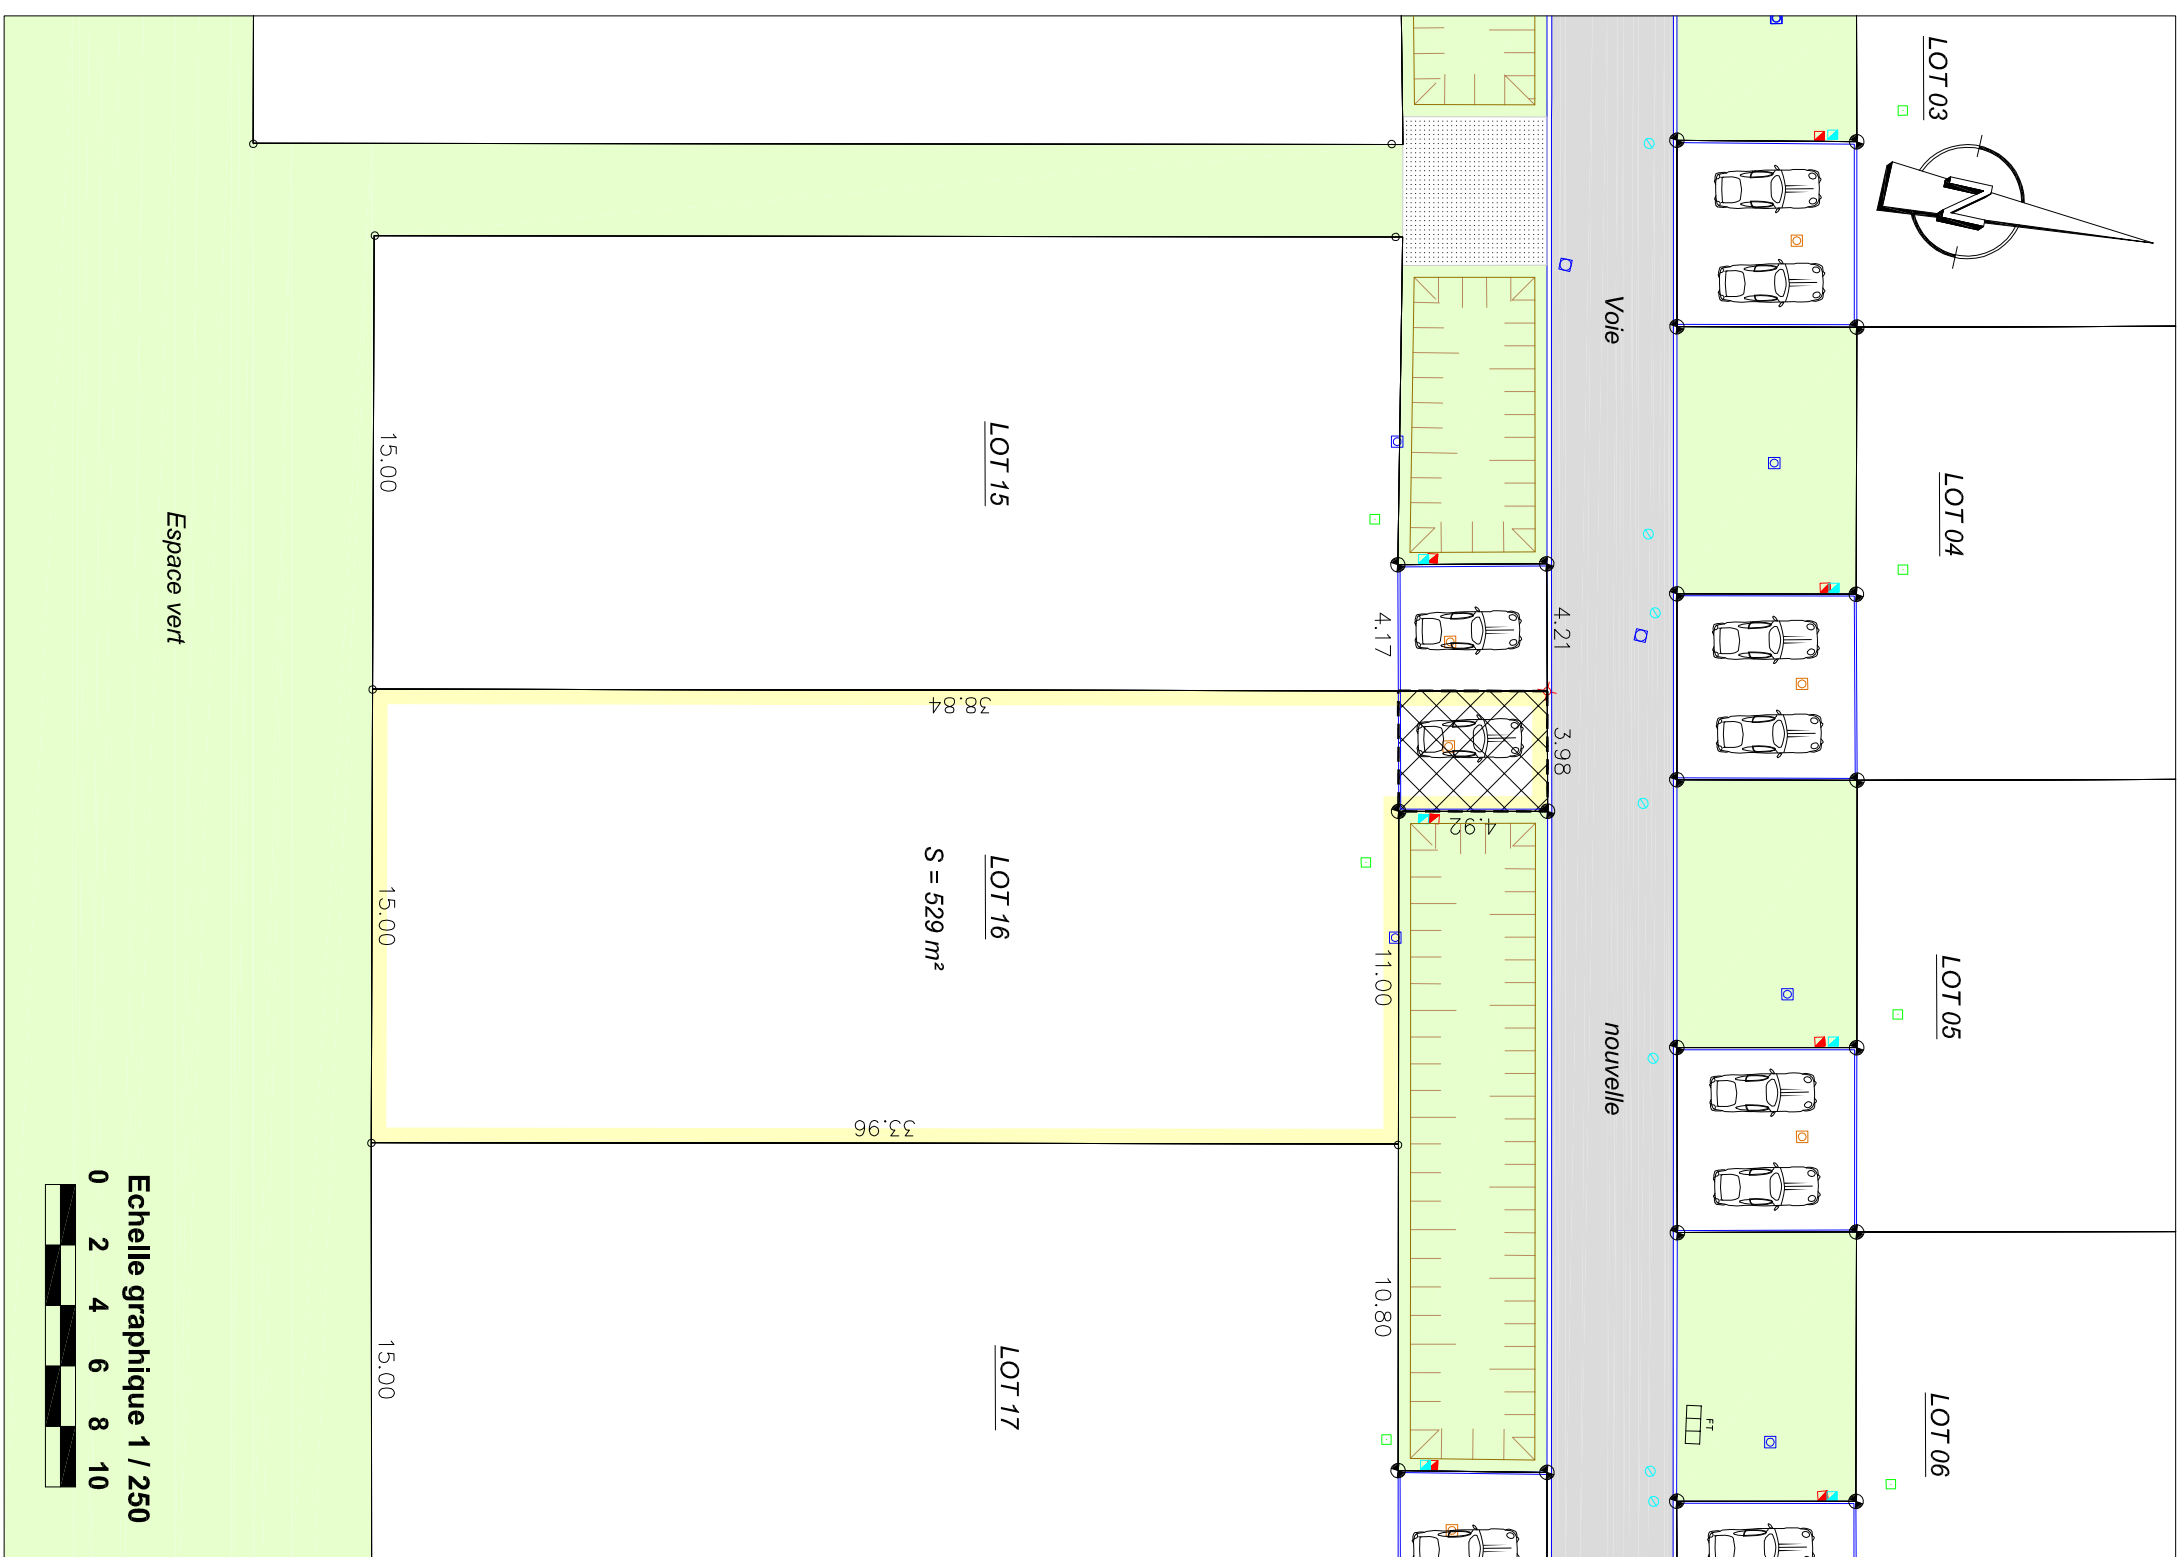 LOT 03
LOT 04
LOT 05
LOT 06
N
Voie
nouvelle
FT
4.21
3.98
4.17
4.92
11.00
10.80
LOT 15
LOT 16
S = 529 m²
LOT 17
38.84
33.96
15.00
15.00
15.00
Espace vert
Echelle graphique 1 / 250
0 2 4 6 8 10